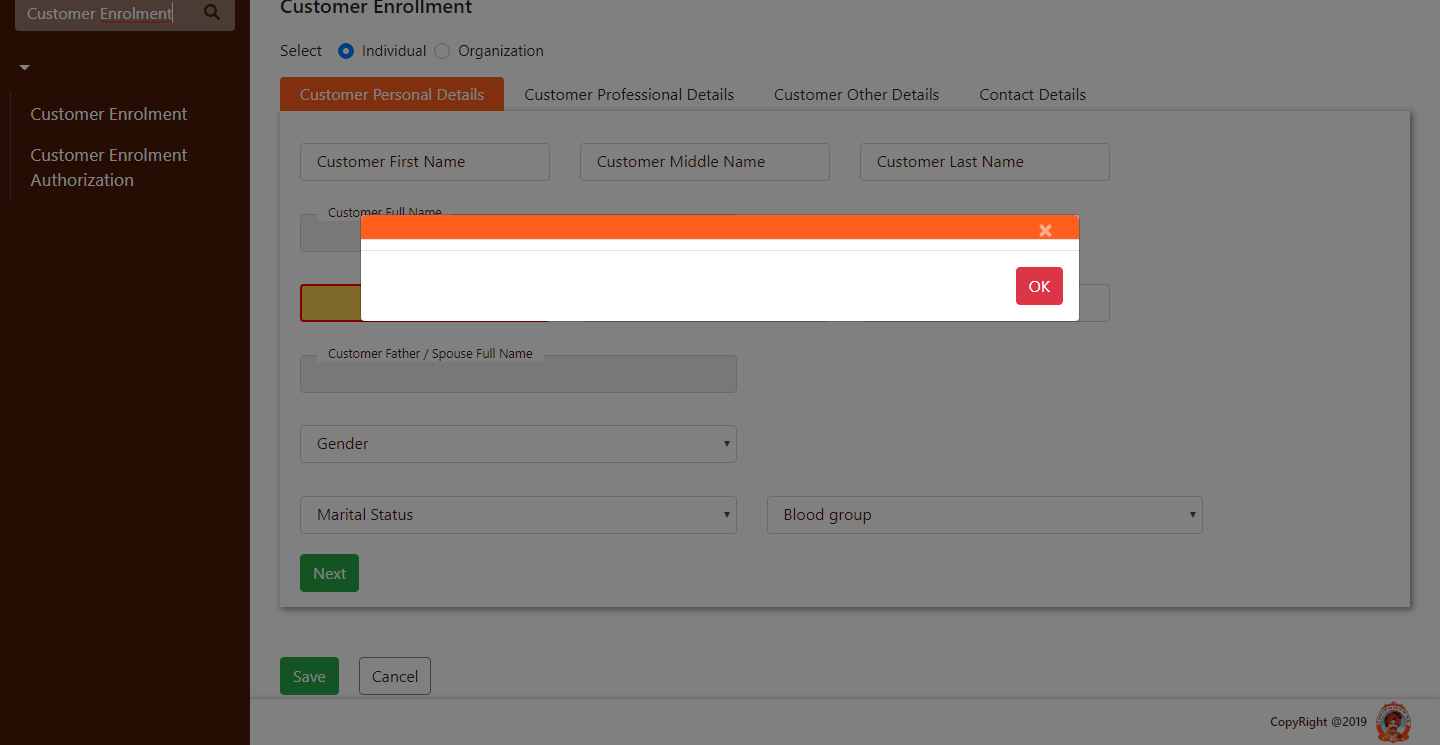 Customer Enrolment
Customer Enrolment
Customer Enrolment
Authorization
Customer Enrollment
Select Individual Organization
Customer Personal Details Customer Professional Details Customer Other Details Contact Details
Customer First Name Customer Middle Name Customer Last Name
Customer Full Name
×
OK
Customer Father / Spouse Full Name
Gender
Marital Status Blood group
Next
Save Cancel
CopyRight @2019